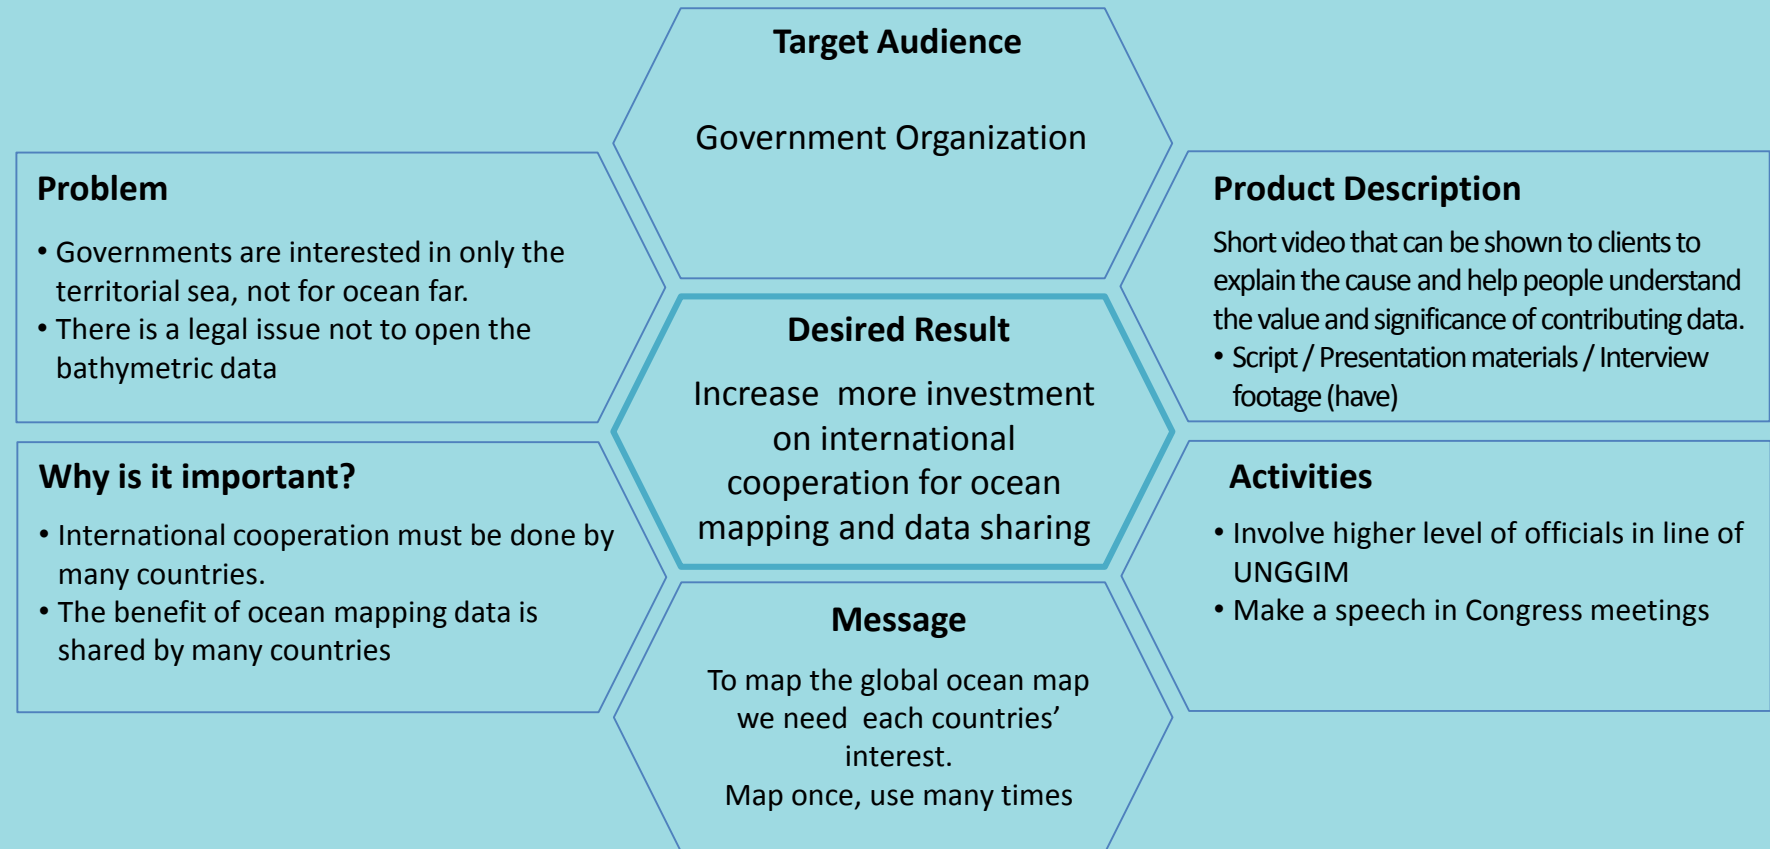 Target Audience
Government Organization
Problem
• Governments are interested in only the
territorial sea, not for ocean far.
• There is a legal issue not to open the
bathymetric data
Product Description
Short video that can be shown to clients to
explain the cause and help people understand
the value and significance of contributing data.
• Script / Presentation materials / Interview
footage (have)
Desired Result
Increase  more investment
on international
cooperation for ocean
mapping and data sharing
Why is it important?
• International cooperation must be done by
many countries.
• The benefit of ocean mapping data is
shared by many countries
Activities
• Involve higher level of officials in line of
UNGGIM
• Make a speech in Congress meetings
Message
To map the global ocean map
we need  each countries’
interest.
Map once, use many times